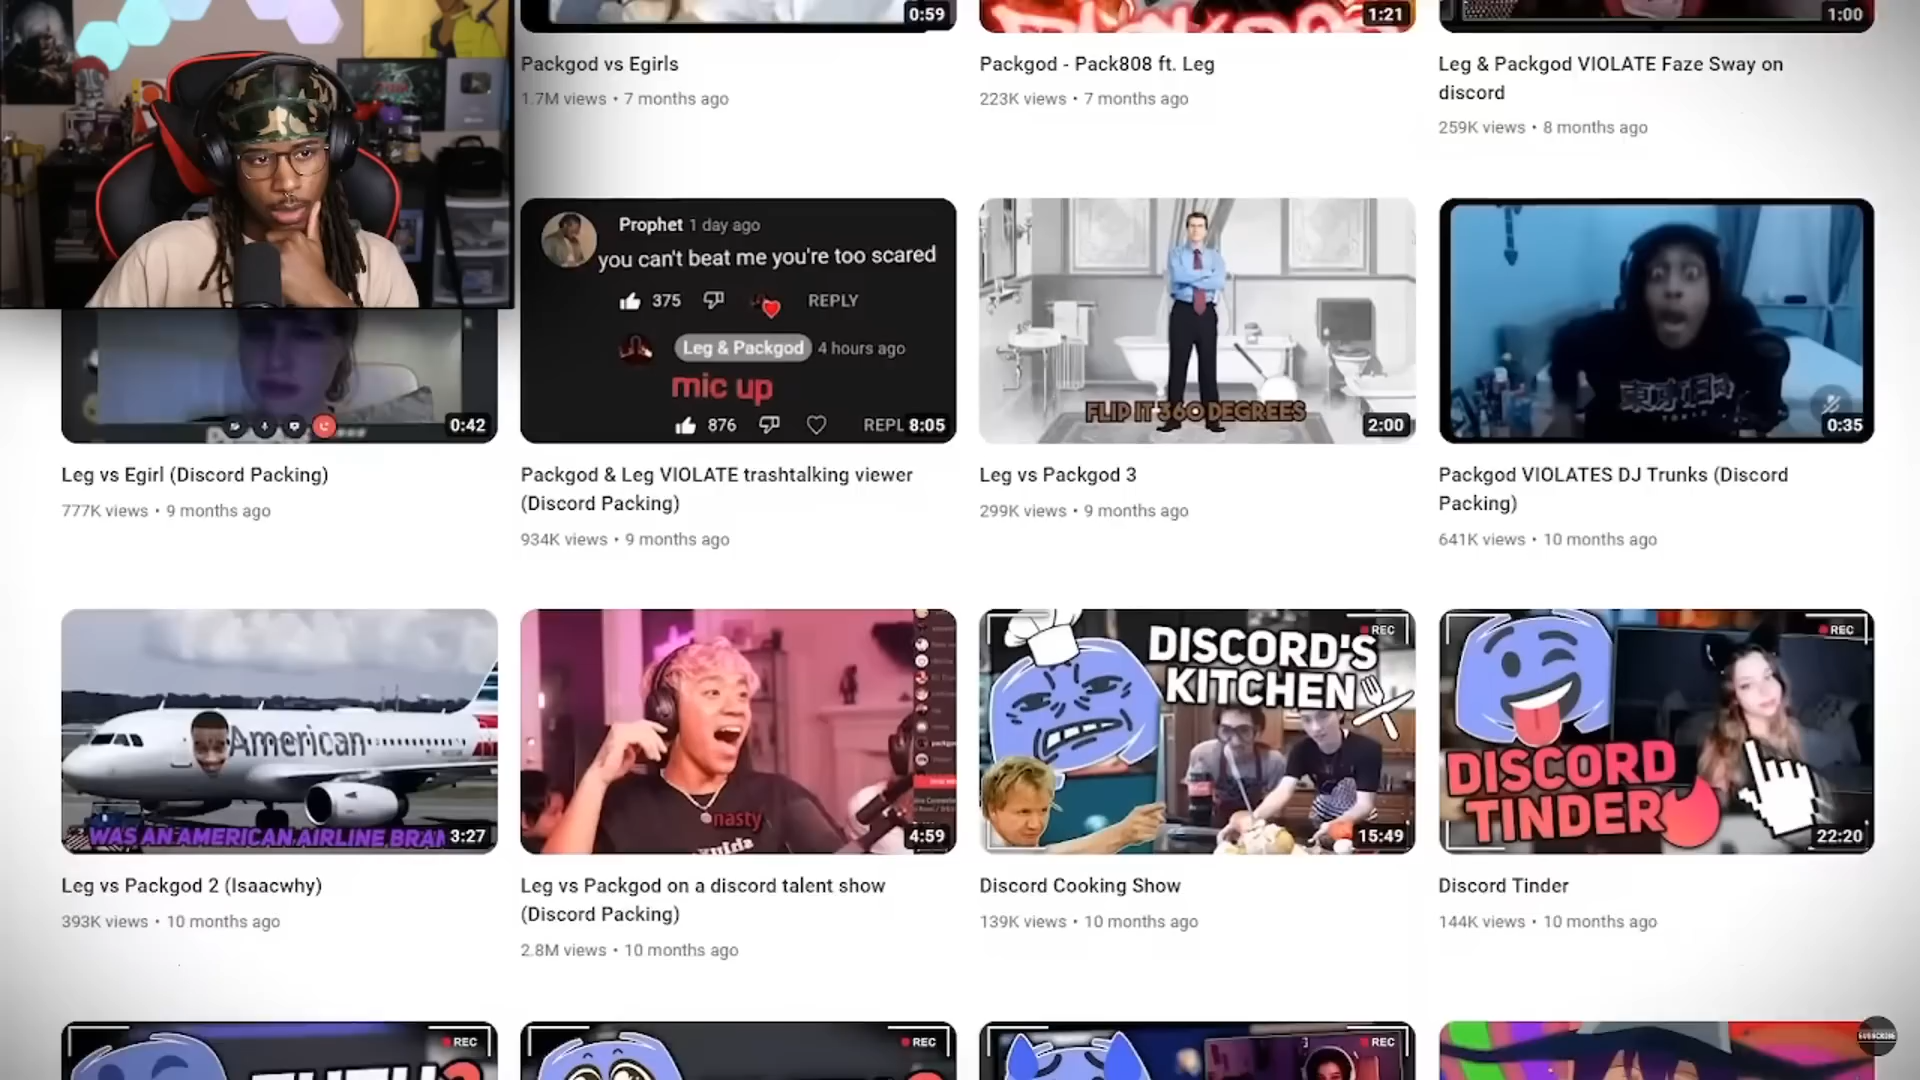 0:59
1:21
1:00
Packgod vs Egirls
1.7M views • 7 months ago
Packgod - Pack808 ft. Leg
223K views • 7 months ago
Leg & Packgod VIOLATE Faze Sway on
discord
259K views • 8 months ago
0:42
Leg vs Egirl (Discord Packing)
777K views • 9 months ago
Prophet 1 day ago
you can't beat me you're too scared
375 REPLY
Leg & Packgod 4 hours ago
mic up
876 REPL 8:05
Packgod & Leg VIOLATE trashtalking viewer
(Discord Packing)
934K views • 9 months ago
FLIP IT 360 DEGREES
2:00
Leg vs Packgod 3
299K views • 9 months ago
0:35
Packgod VIOLATES DJ Trunks (Discord
Packing)
641K views • 10 months ago
American
WAS AN AMERICAN AIRLINE BRAN
3:27
Leg vs Packgod 2 (Isaacwhy)
393K views • 10 months ago
nasty
4:59
Leg vs Packgod on a discord talent show
(Discord Packing)
2.8M views • 10 months ago
REC
DISCORD'S
KITCHEN
15:49
Discord Cooking Show
139K views • 10 months ago
REC
DISCORD
TINDER
22:20
Discord Tinder
144K views • 10 months ago
REC
REC
REC
SUBSCRIBE